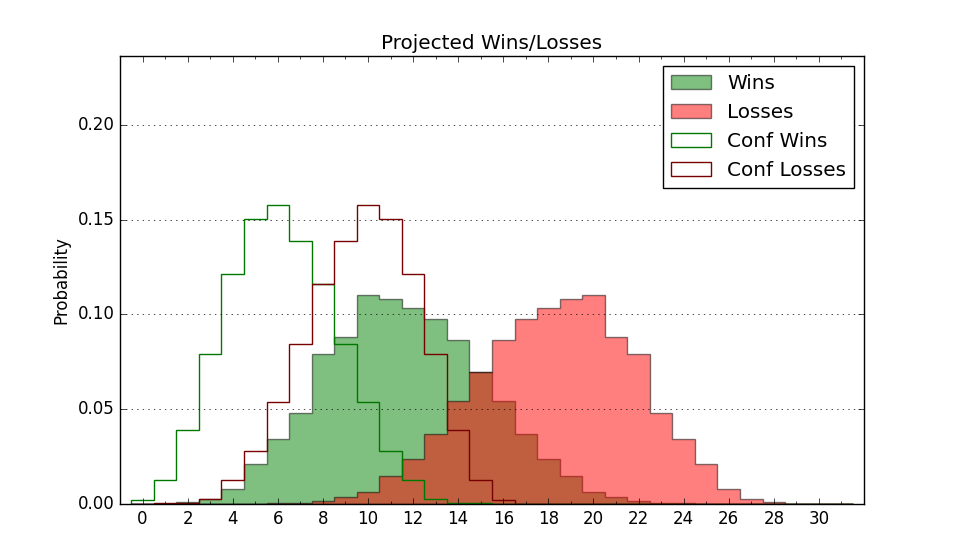 Projected Wins/Losses
Wins
Losses
Conf Wins
Conf Losses
Probability
0.20
0.15
0.10
0.05
0.00
0 2 4 6 8 10 12 14 16 18 20 22 24 26 28 30